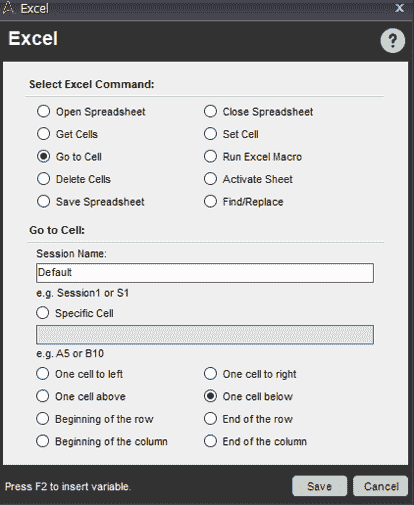 Excel
X
Excel
?
Select Excel Command:
Open Spreadsheet Close Spreadsheet
Get Cells Set Cell
Go to Cell Run Excel Macro
Delete Cells Activate Sheet
Save Spreadsheet Find/Replace
Go to Cell:
Session Name:
Default
e.g. Session1 or S1
Specific Cell
e.g. A5 or B10
One cell to left One cell to right
One cell above One cell below
Beginning of the row End of the row
Beginning of the column End of the column
Press F2 to insert variable. Save Cancel